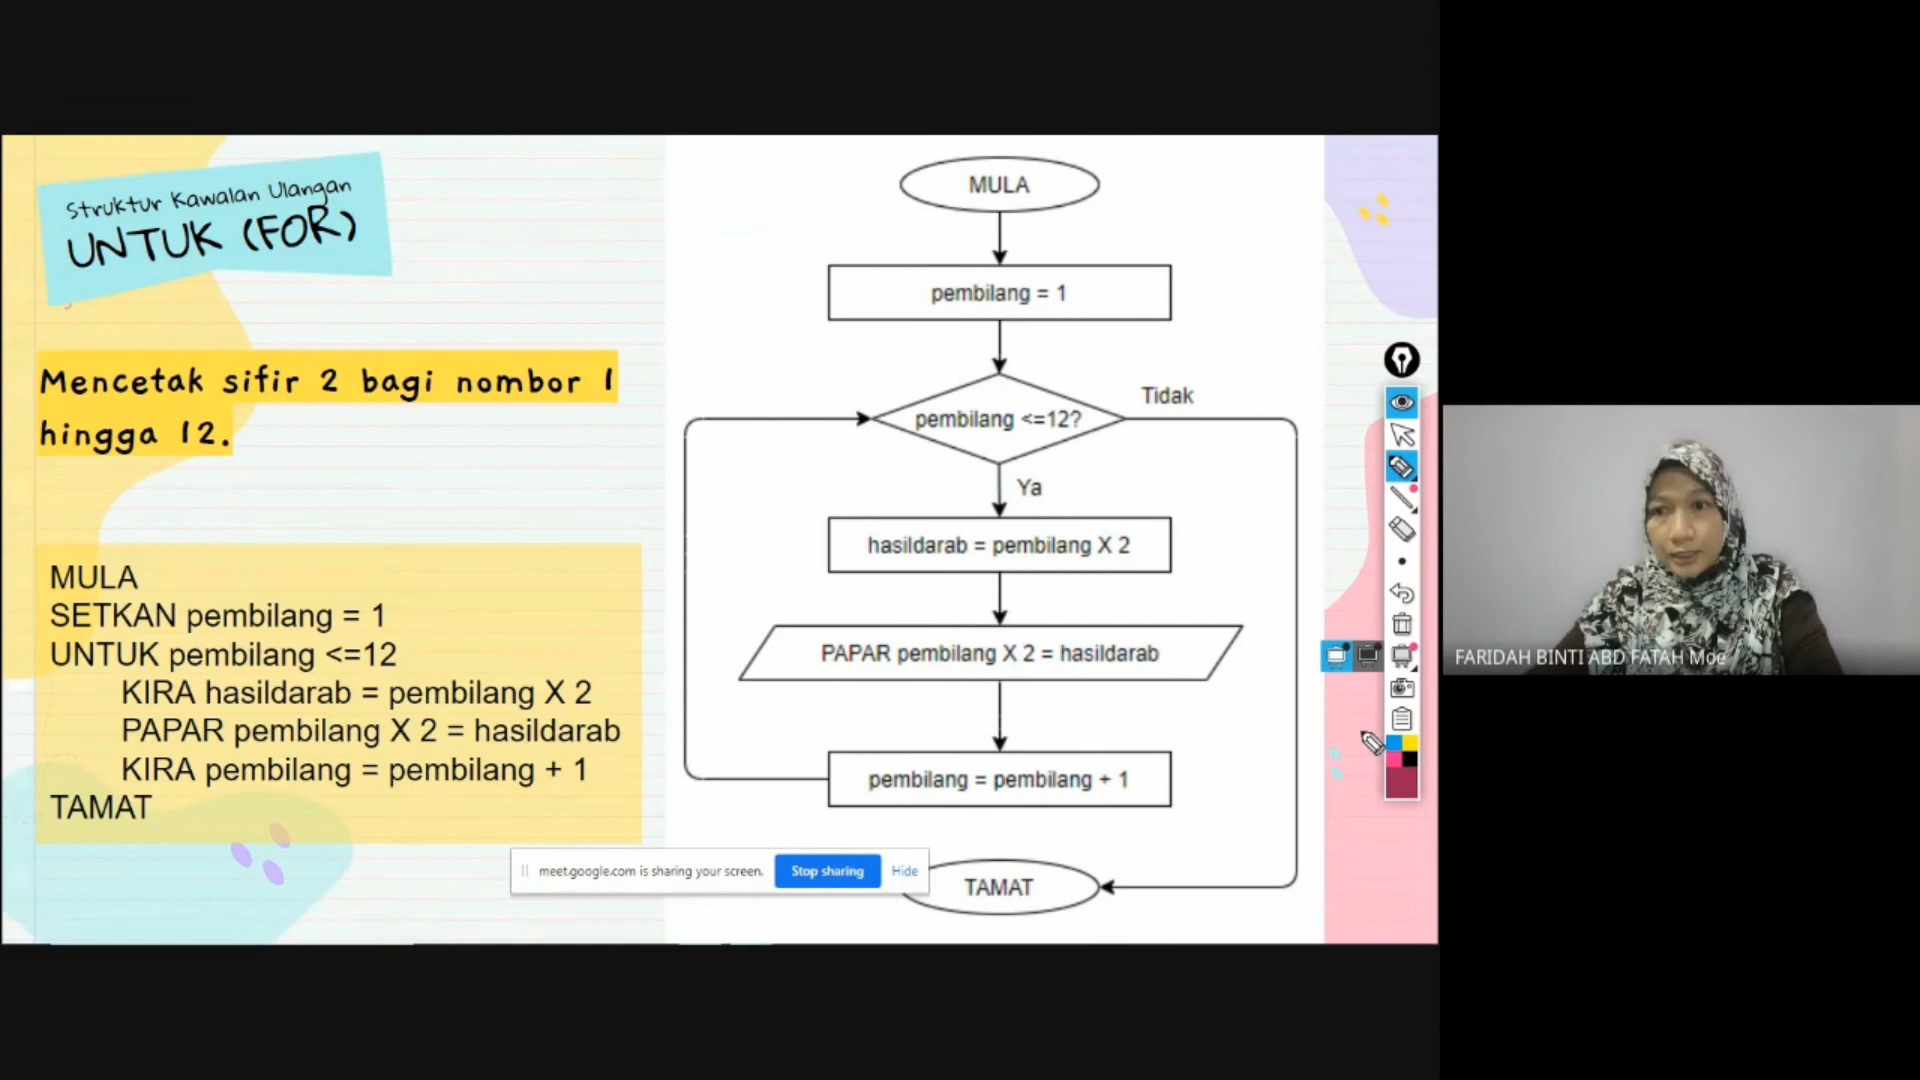 Struktur Kawalan Ulangan
UNTUK (FOR)
Mencetak sifir 2 bagi nombor 1
hingga 12.
MULA
SETKAN pembilang = 1
UNTUK pembilang <=12
KIRA hasildarab = pembilang X 2
PAPAR pembilang X 2 = hasildarab
KIRA pembilang = pembilang + 1
TAMAT
MULA
pembilang = 1
pembilang <=12?
Tidak
Ya
hasildarab = pembilang X 2
PAPAR pembilang X 2 = hasildarab
pembilang = pembilang + 1
TAMAT
meet.google.com is sharing your screen.
Stop sharing
Hide
FARIDAH BINTI ABD FATAH Moe